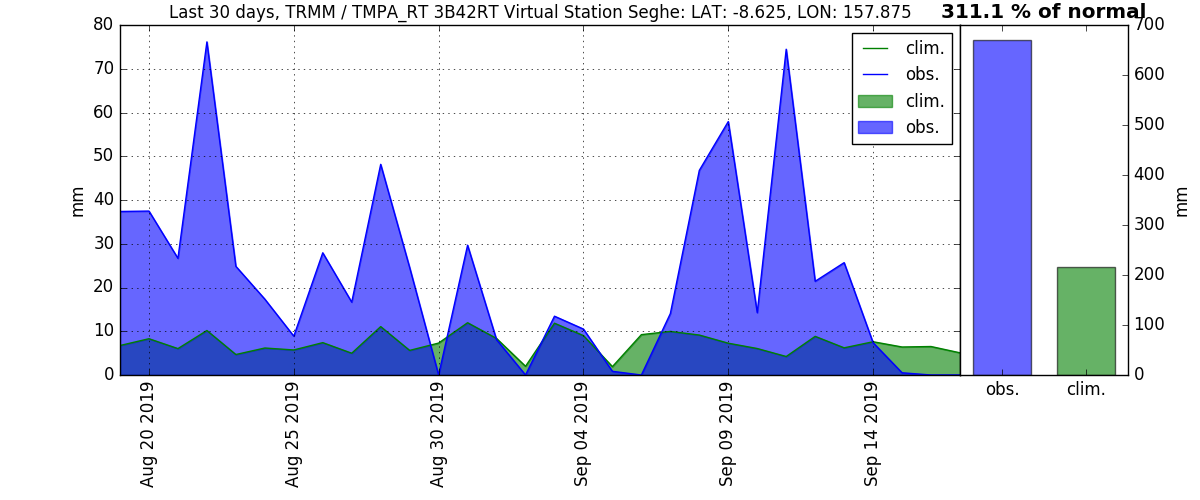 Last 30 days, TRMM / TMPA_RT 3B42RT Virtual Station Seghe: LAT: -8.625, LON: 157.875
311.1 % of normal
80
70
60
50
40
30
20
10
0
mm
clim.
obs.
clim.
obs.
700
600
500
400
300
200
100
0
mm
Aug 20 2019
Aug 25 2019
Aug 30 2019
Sep 04 2019
Sep 09 2019
Sep 14 2019
obs.
clim.